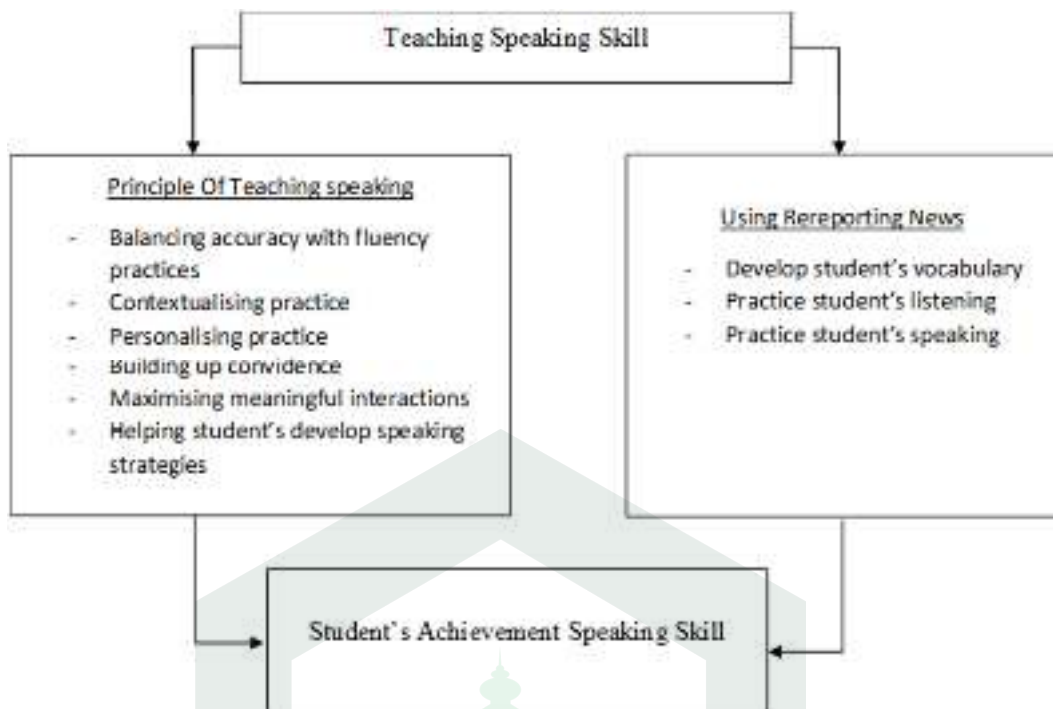 Teaching Speaking Skill
Principle Of Teaching speaking
- Balancing accuracy with fluency
practices
- Contextualising practice
- Personalising practice
- Building up convidence
- Maximising meaningful interactions
- Helping student's develop speaking
strategies
Using Rereporting News
- Develop student's vocabulary
- Practice student's listening
- Practice student's speaking
Student`s Achievement Speaking Skill